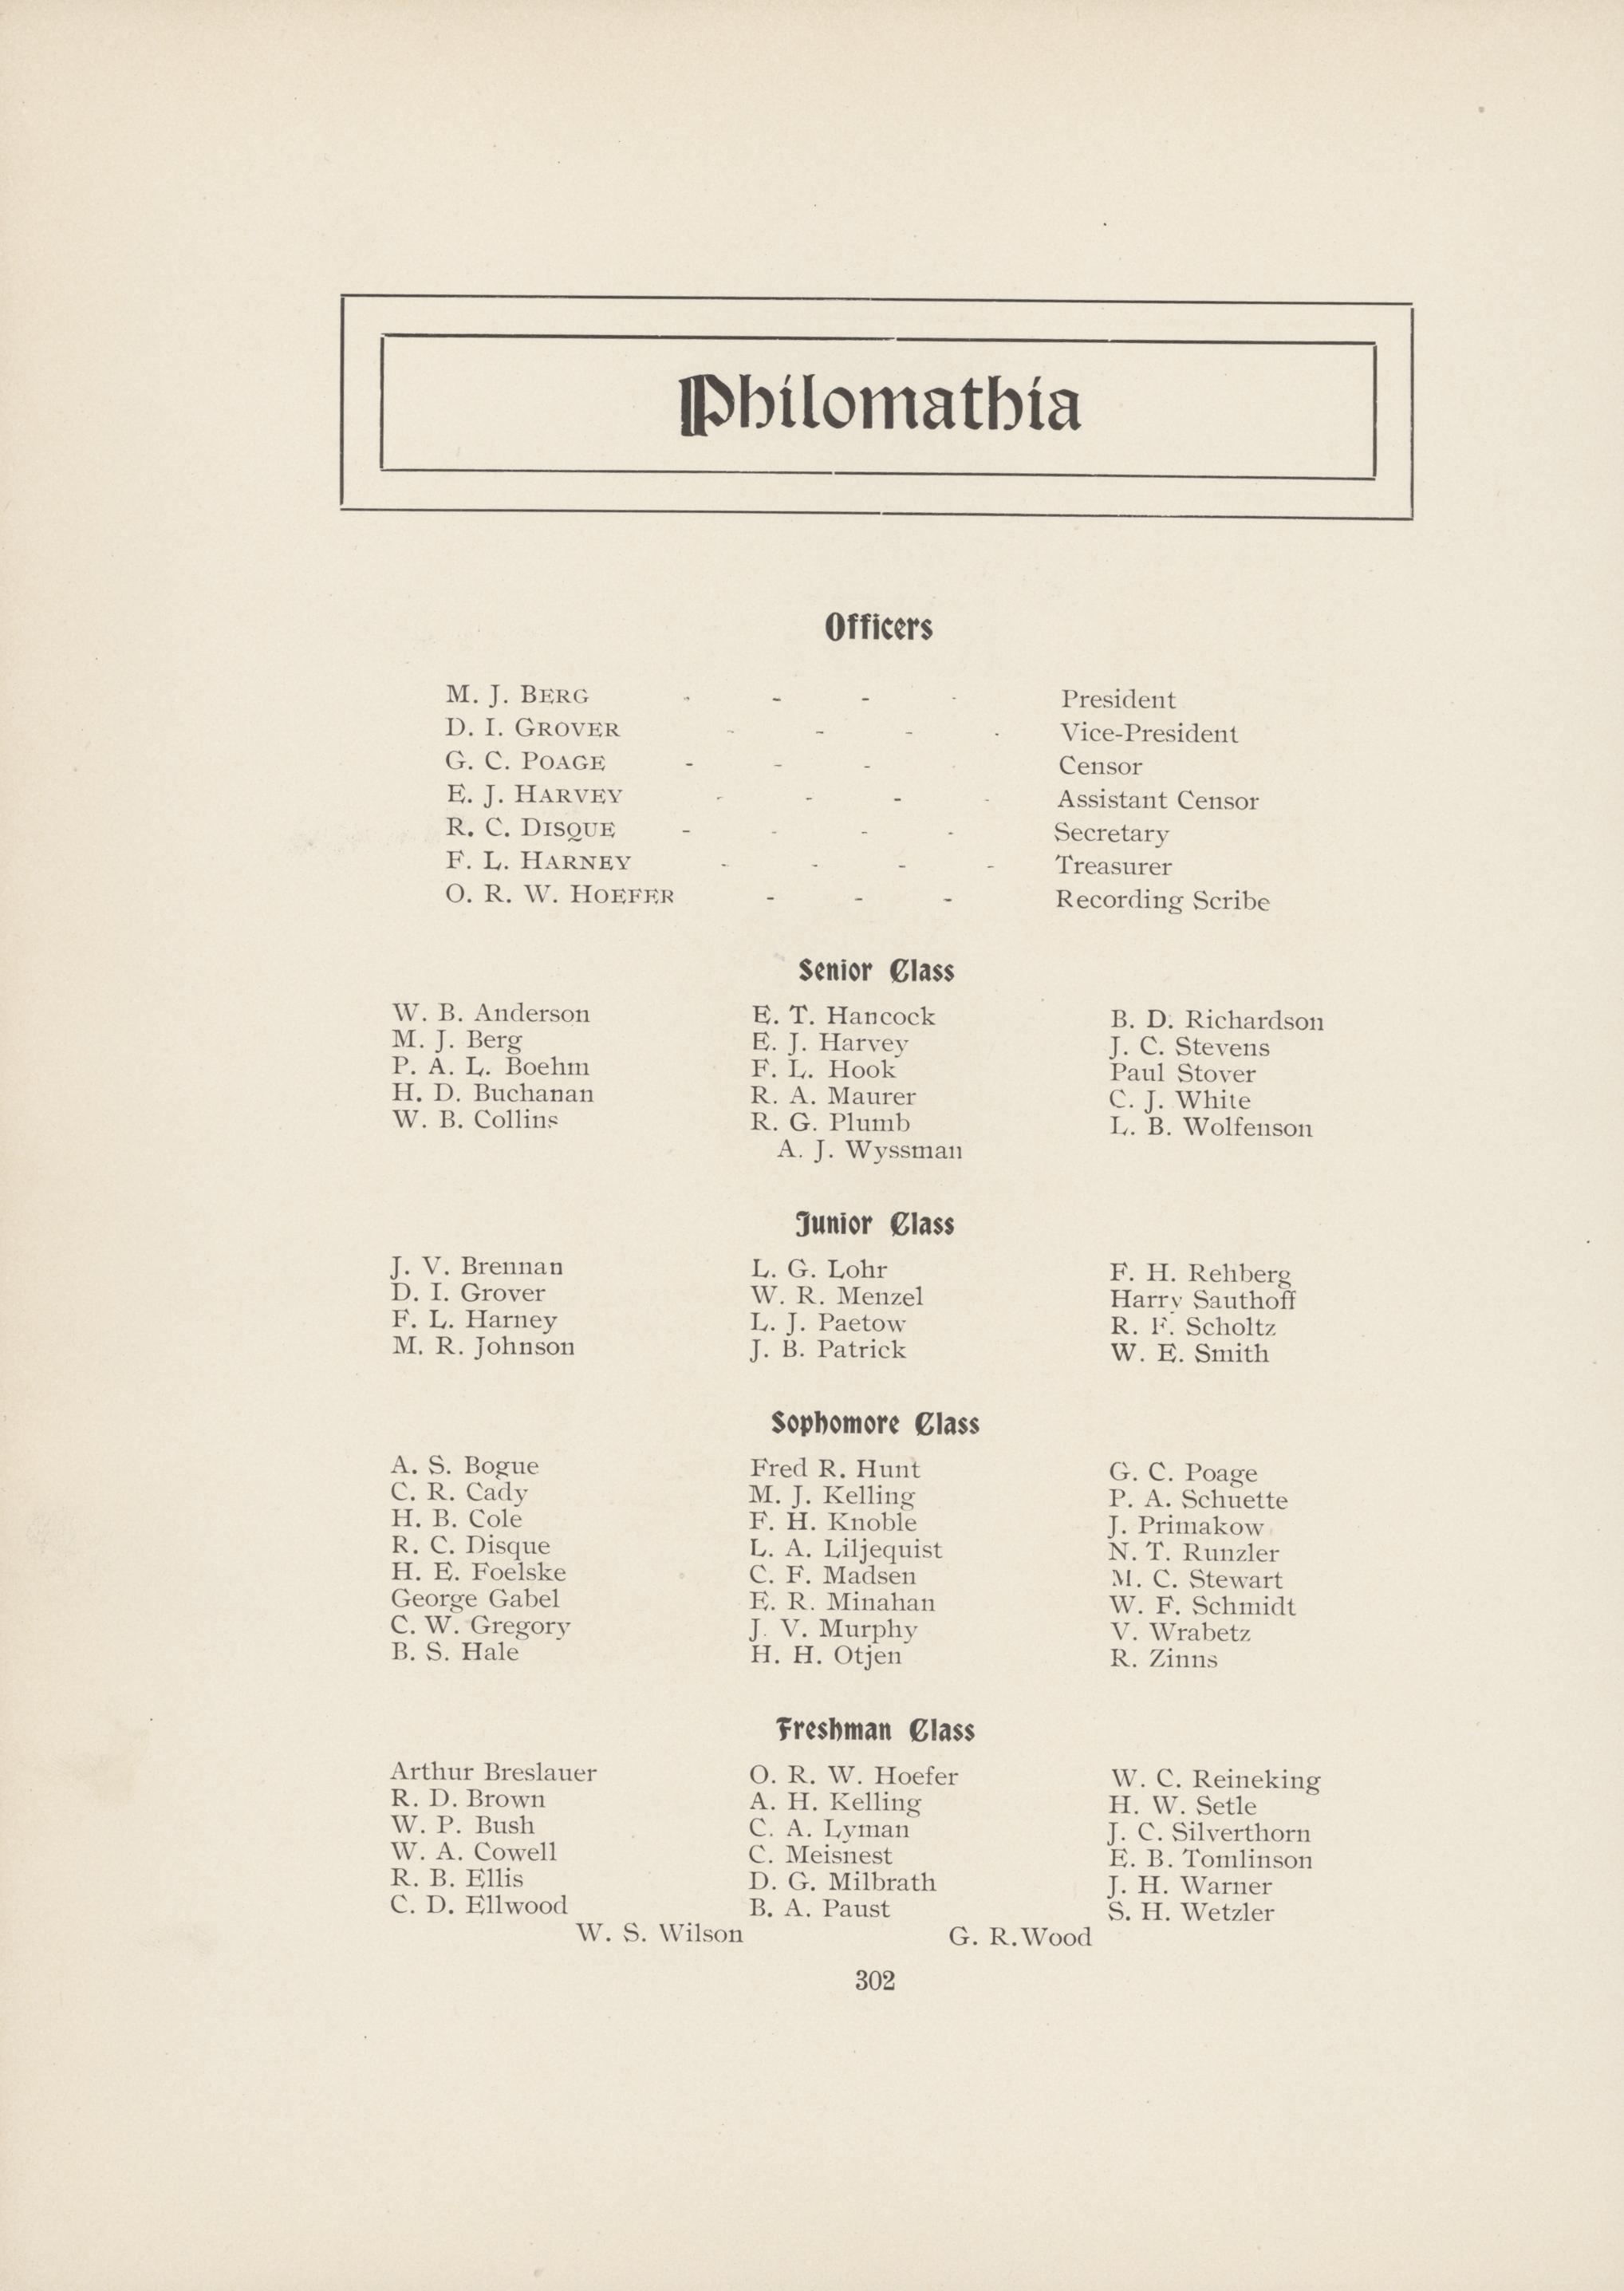 Philomathia
Officers
M. J. BERG - - - - President
D. I. GROVER - - - - Vice-President
G. C. POAGE - - - Censor
E. J. HARVEY - - - - Assistant Censor
R. C. DISQUE - - - - Secretary
F. L. HARNEY - - - - Treasurer
O. R. W. HOEFER - - - Recording Scribe
Senior Class
W. B. Anderson E. T. Hancock B. D. Richardson
M. J. Berg E. J. Harvey J. C. Stevens
P. A. L. Boehm F. L. Hook Paul Stover
H. D. Buchanan R. A. Maurer C. J. White
W. B. Collins R. G. Plumb L. B. Wolfenson
A. J. Wyssman
Junior Class
J. V. Brennan L. G. Lohr F. H. Rehberg
D. I. Grover W. R. Menzel Harry Sauthoff
F. L. Harney L. J. Paetow R. F. Scholtz
M. R. Johnson J. B. Patrick W. E. Smith
Sophomore Class
A. S. Bogue Fred R. Hunt G. C. Poage
C. R. Cady M. J. Kelling P. A. Schuette
H. B. Cole F. H. Knoble J. Primakow
R. C. Disque L. A. Liljequist N. T. Runzler
H. E. Foelske C. F. Madsen M. C. Stewart
George Gabel E. R. Minahan W. F. Schmidt
C. W. Gregory J. V. Murphy V. Wrabetz
B. S. Hale H. H. Otjen R. Zinns
Freshman Class
Arthur Breslauer O. R. W. Hoefer W. C. Reineking
R. D. Brown A. H. Kelling H. W. Setle
W. P. Bush C. A. Lyman J. C. Silverthorn
W. A. Cowell C. Meisnest E. B. Tomlinson
R. B. Ellis D. G. Milbrath J. H. Warner
C. D. Ellwood B. A. Paust S. H. Wetzler
W. S. Wilson G. R. Wood
302